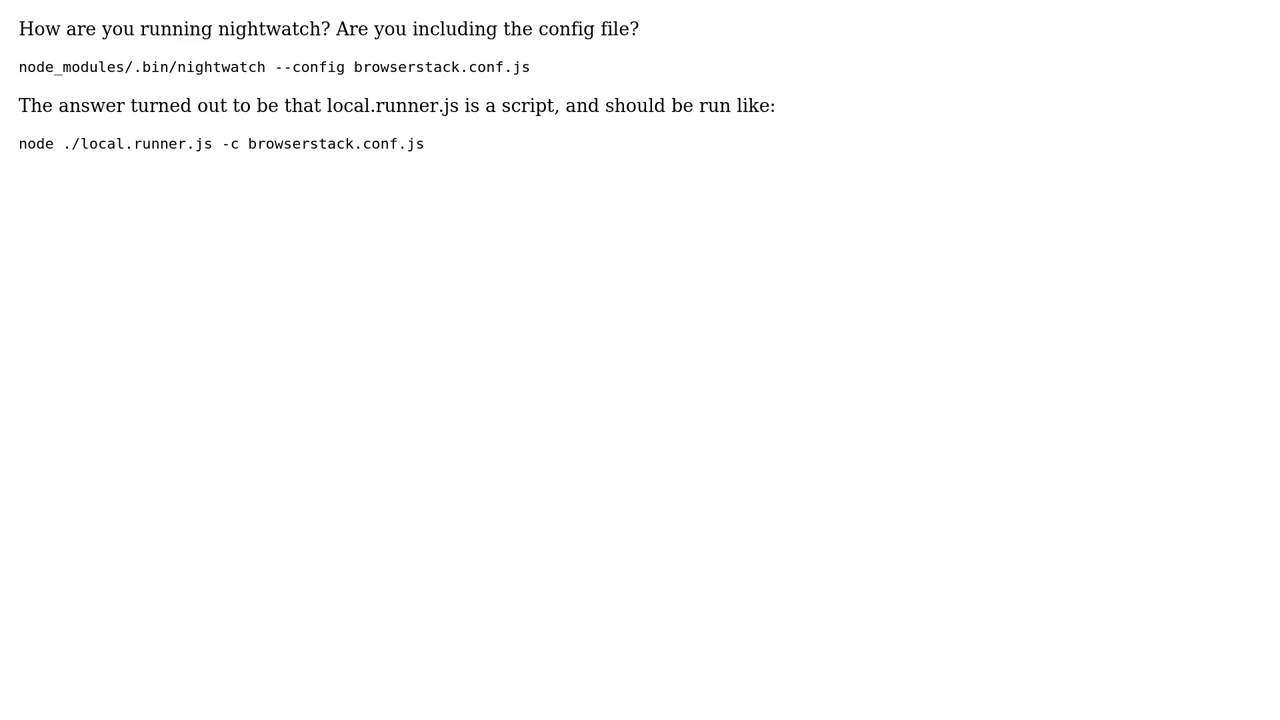 How are you running nightwatch? Are you including the config file?
node_modules/.bin/nightwatch --config browserstack.conf.js
The answer turned out to be that local.runner.js is a script, and should be run like:
node ./local.runner.js -c browserstack.conf.js